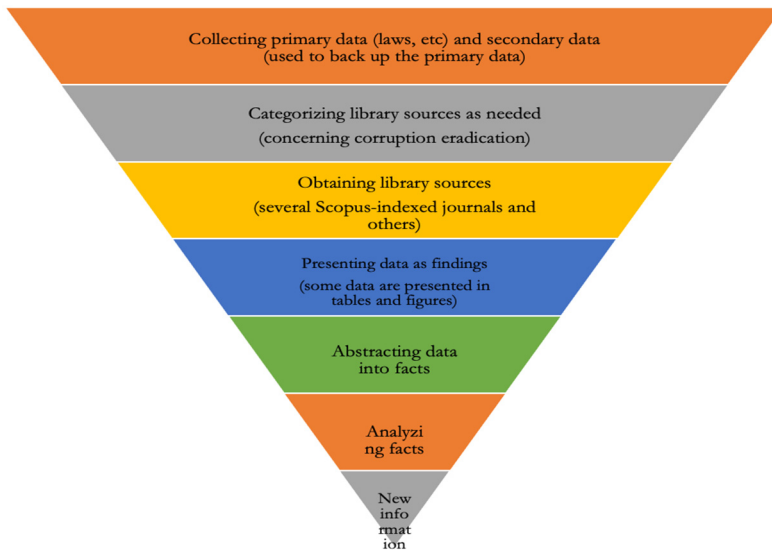 Collecting primary data (laws, etc) and secondary data
(used to back up the primary data)
Categorizing library sources as needed
(concerning corruption eradication)
Obtaining library sources
(several Scopus-indexed journals and
others)
Presenting data as findings
(some data are presented in
tables and figures)
Abstracting data
into facts
Analyzi
ng facts
New
info
rmat
ion